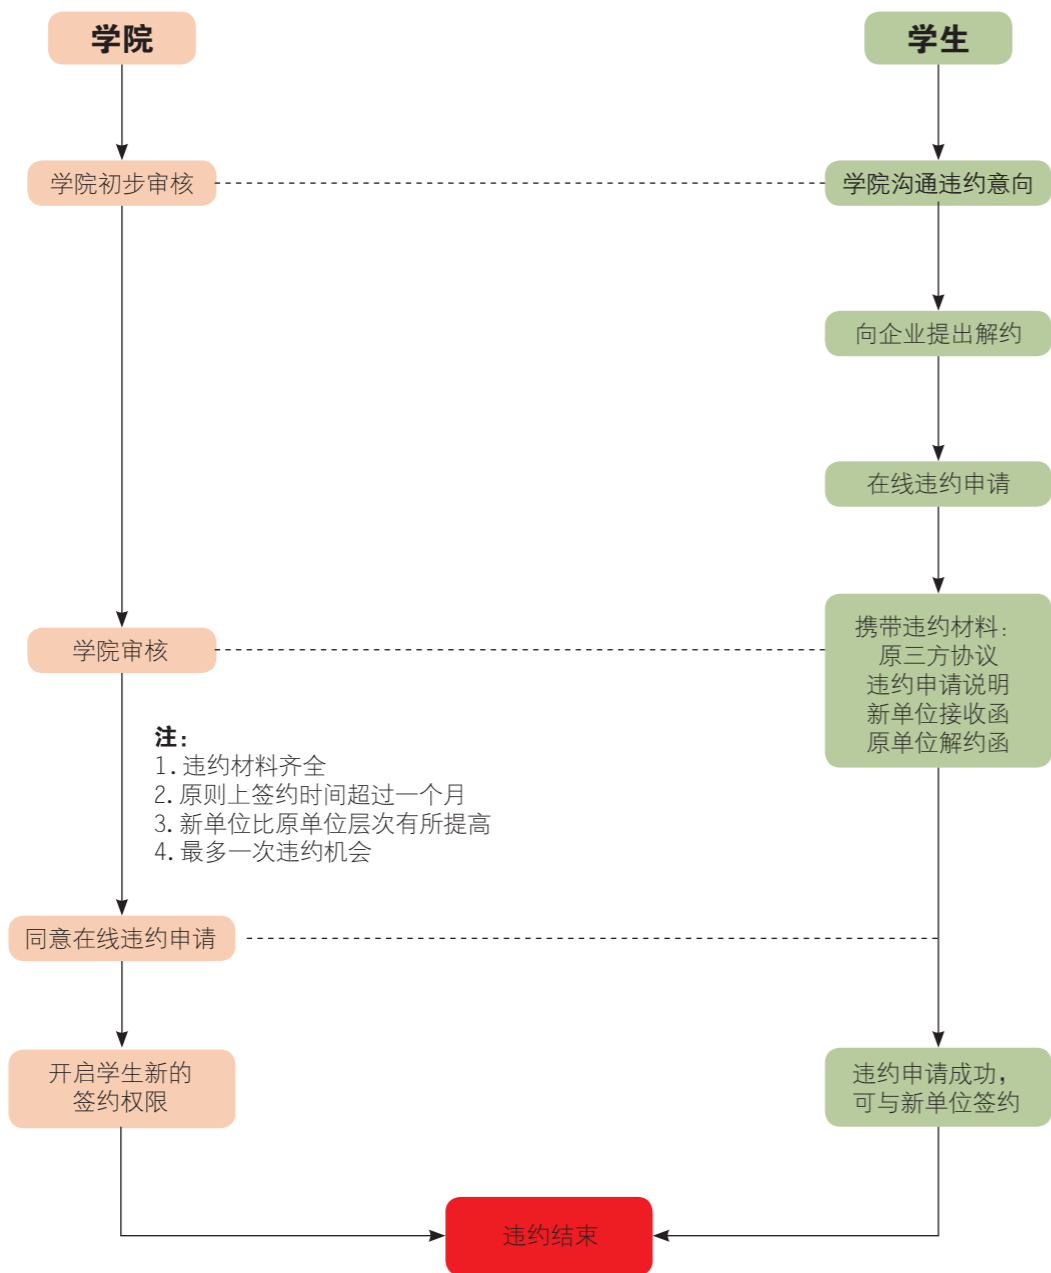 学院
学生
学院初步审核
学院沟通违约意向
向企业提出解约
在线违约申请
学院审核
携带违约材料：
原三方协议
违约申请说明
新单位接收函
原单位解约函
注：
1. 违约材料齐全
2. 原则上签约时间超过一个月
3. 新单位比原单位层次有所提高
4. 最多一次违约机会
同意在线违约申请
开启学生新的
签约权限
违约申请成功，
可与新单位签约
违约结束